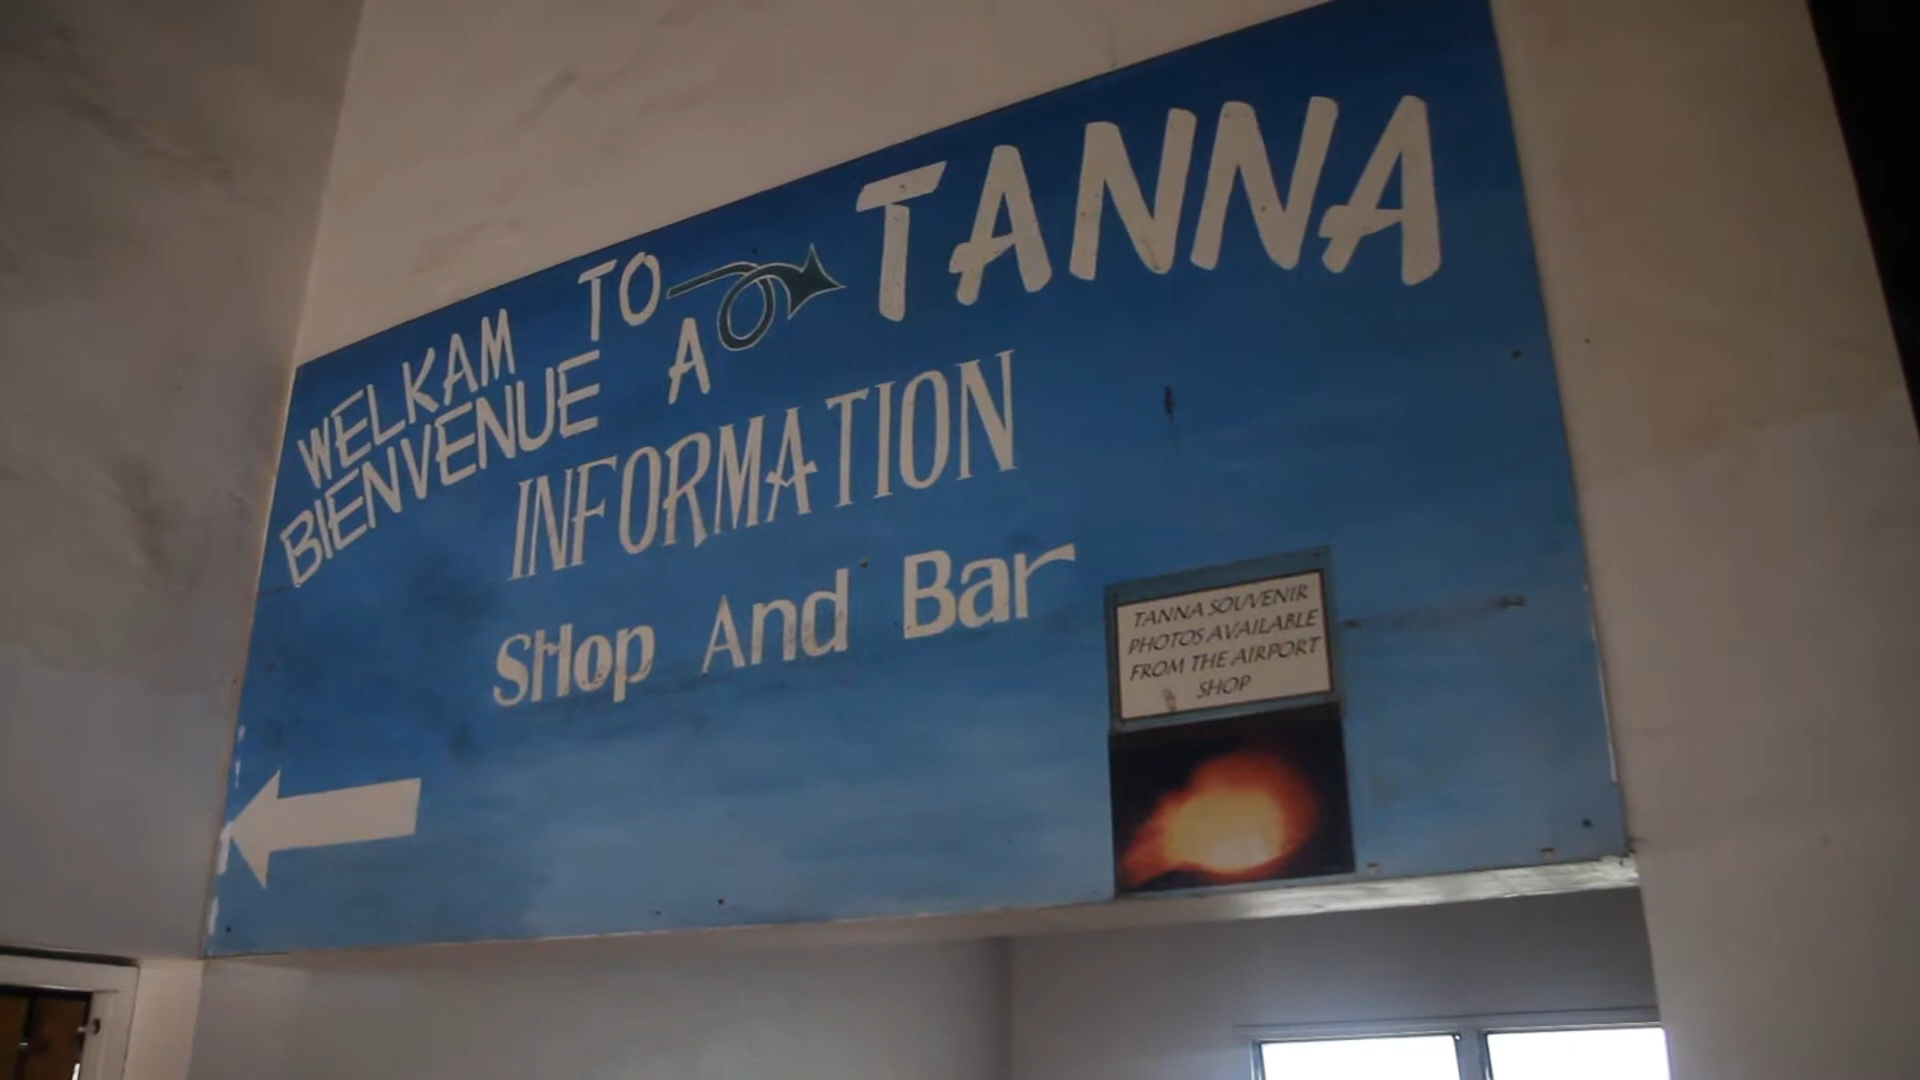 WELKAM TO
BIENVENUE A
TANNA
INFORMATION
SHop And Bar
TANNA SOUVENIR
PHOTOS AVAILABLE
FROM THE AIRPORT
SHOP